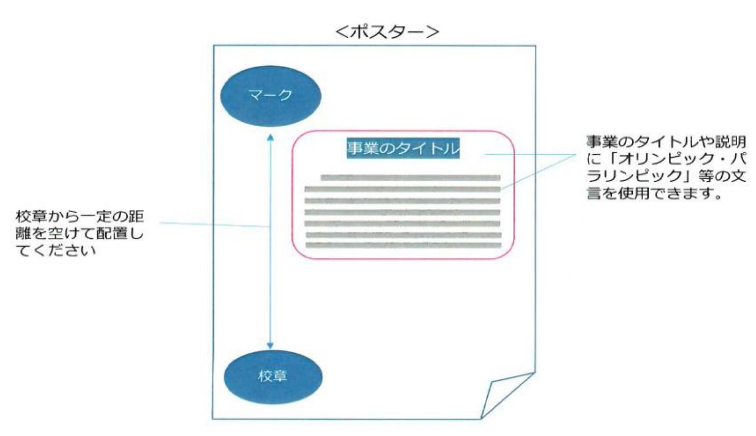 ＜ポスター＞
マーク
事業のタイトル
事業のタイトルや説明
に「オリンピック・パ
ラリンピック」等の文
言を使用できます。
校章から一定の距
離を空けて配置し
てください
校章